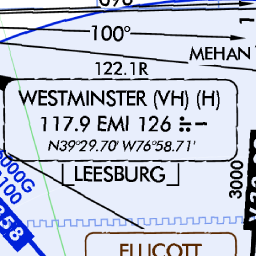 100°
MEHAN
122.1R
WESTMINSTER (VH) (H)
117.9 EMI 126
N39°29.70' W76°58.71'
LEESBURG
3000
6000G
ELLICOTT